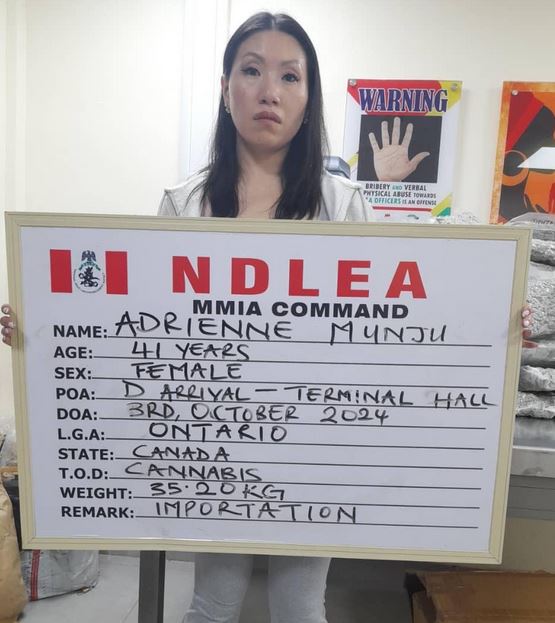 WARNING
BRIBERY AND VERBAL
PHYSICAL ABUSE TOWARDS
A OFFICERS IS AN OFFENSE
NDLEA
MMIA COMMAND
NAME: ADRIENNE MUNJU
AGE: 41 YEARS
SEX: FEMALE
POA: D ARRIVAL - TERMINAL HALL
DOA: 3RD, OCTOBER 2024
L.G.A: ONTARIO
STATE: CANADA
T.O.D: CANNABIS
WEIGHT: 35.20KG
REMARK: IMPORTATION